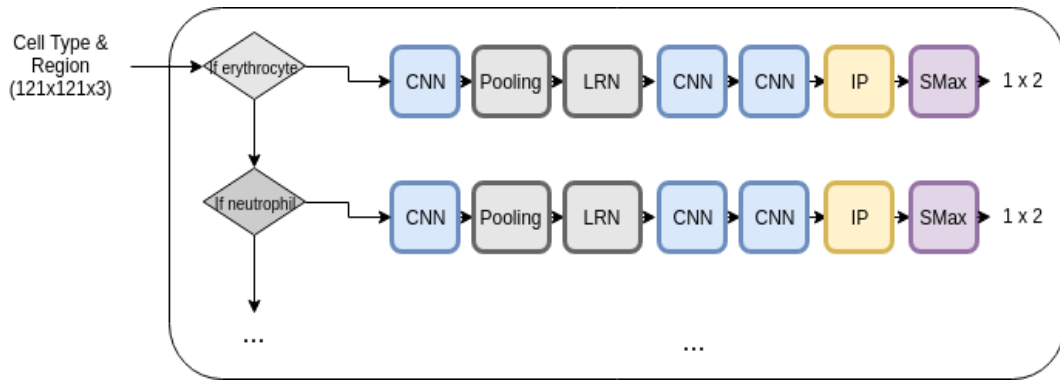 Cell Type &
Region
(121x121x3)
If erythrocyte
CNN
Pooling
LRN
CNN
CNN
IP
SMax
1 x 2
If neutrophil
CNN
Pooling
LRN
CNN
CNN
IP
SMax
1 x 2
...
...